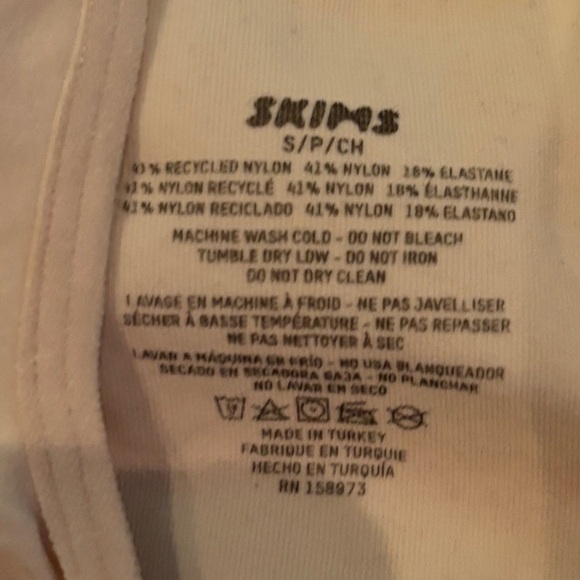 SKIMS
S/P/CH
41% RECYCLED NYLON 41% NYLON 18% ELASTANE
41% NYLON RECYCLÉ 41% NYLON 18% ÉLASTHANNE
41% NYLON RECICLADO 41% NYLON 18% ELASTANO
MACHINE WASH COLD - DO NOT BLEACH
TUMBLE DRY LOW - DO NOT IRON
DO NOT DRY CLEAN
LAVAGE EN MACHINE À FROID - NE PAS JAVELLISER
SÉCHER À BASSE TEMPÉRATURE - NE PAS REPASSER
NE PAS NETTOYER À SEC
LAVAR A MÁQUINA EN FRÍO - NO USA BLANQUEADOR
SECADO EN SECADORA BAJA - NO PLANCHAR
NO LAVAR EN SECO
MADE IN TURKEY
FABRIQUE EN TURQUIE
HECHO EN TURQUÍA
RN 158973